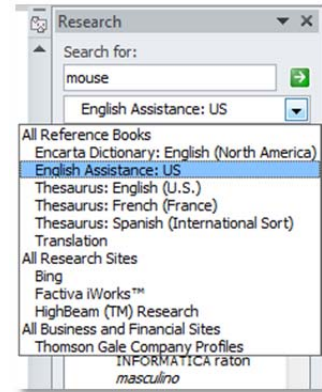 Research
Search for:
mouse
English Assistance: US
All Reference Books
Encarta Dictionary: English (North America)
English Assistance: US
Thesaurus: English (U.S.)
Thesaurus: French (France)
Thesaurus: Spanish (International Sort)
Translation
All Research Sites
Bing
Factiva iWorks™
HighBeam (TM) Research
All Business and Financial Sites
Thomson Gale Company Profiles
INFORMÁTICA raton
masculino